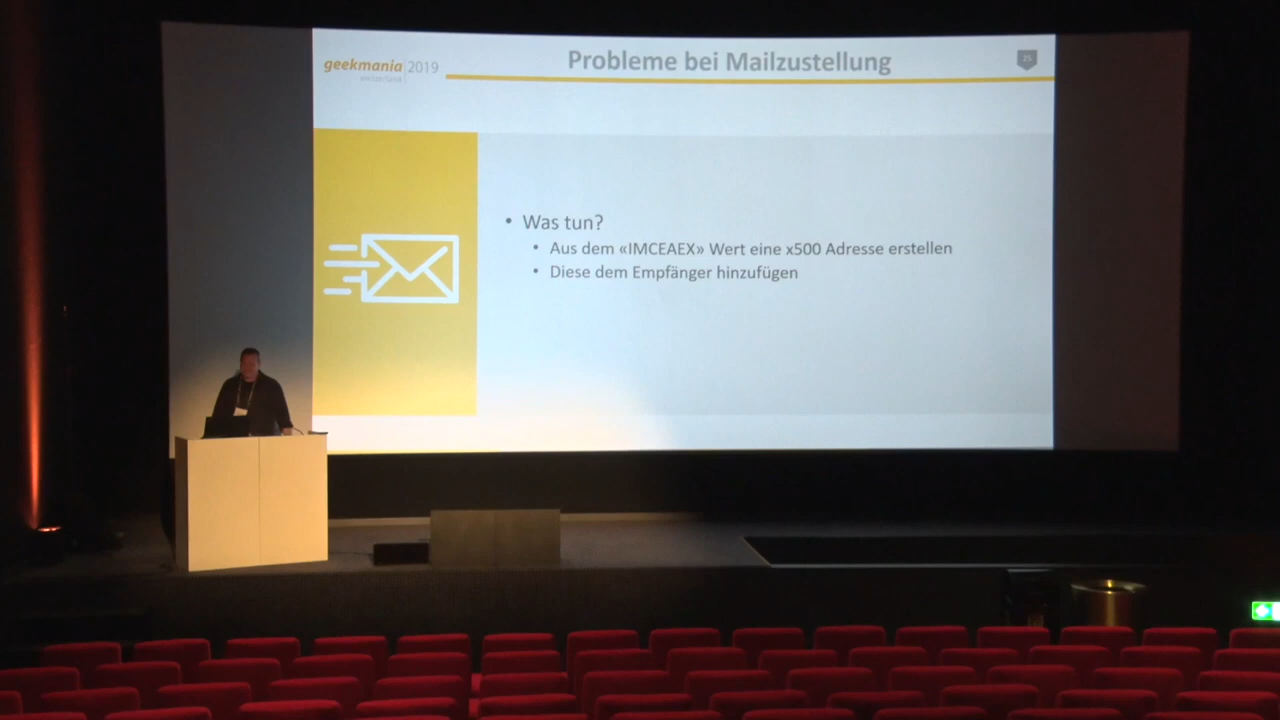 geekmania 2019
switzerland
Probleme bei Mailzustellung
25
• Was tun?
• Aus dem «IMCEAEX» Wert eine x500 Adresse erstellen
• Diese dem Empfänger hinzufügen